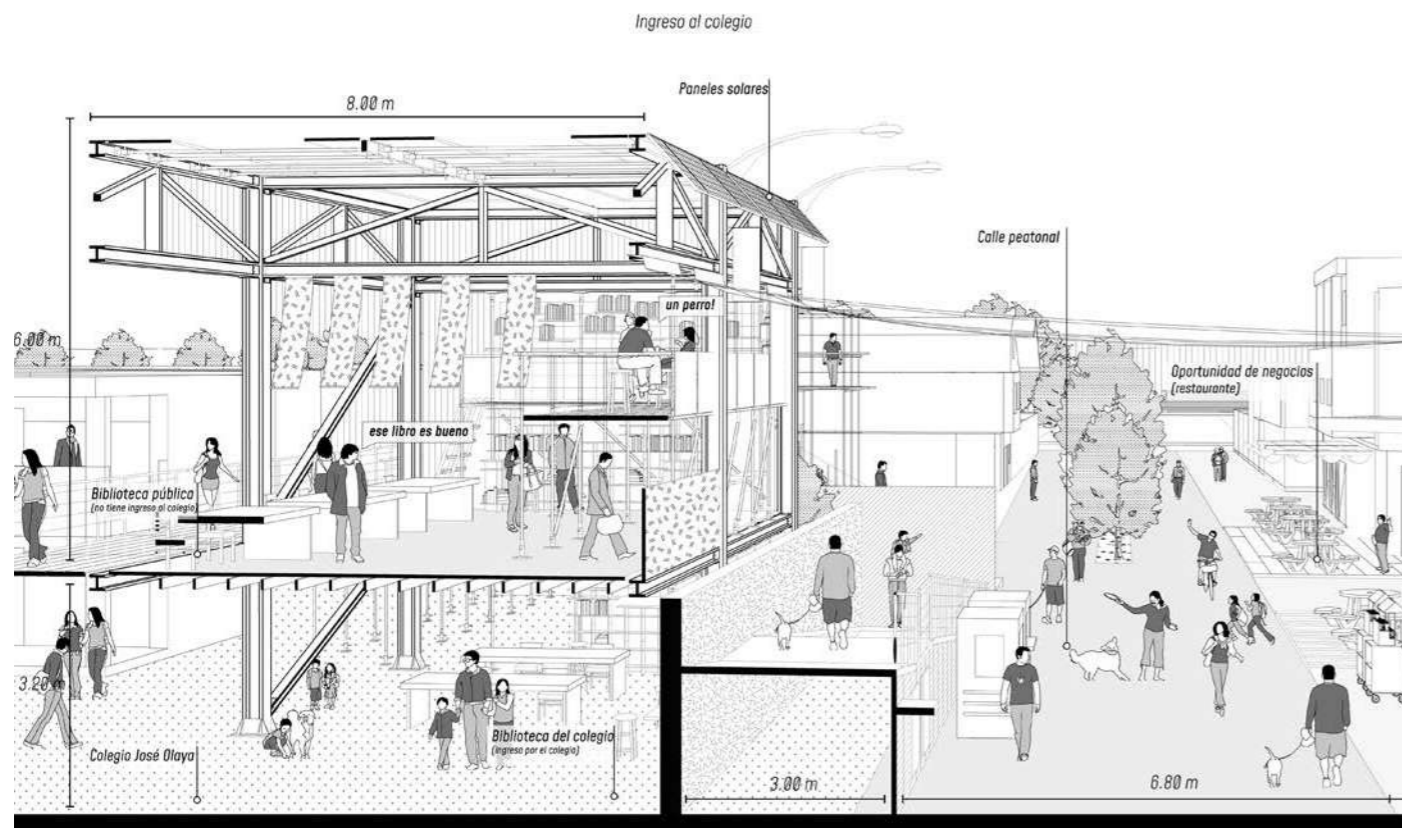 Ingreso al colegio
Paneles solares
8.00 m
Calle peatonal
un perro!
6.00 m
Oportunidad de negocios
(restaurante)
ese libro es bueno
Biblioteca pública
(no tiene ingreso al colegio)
3.20 m
Biblioteca del colegio
(ingreso por el colegio)
Colegio José Olaya
3.00 m
6.80 m